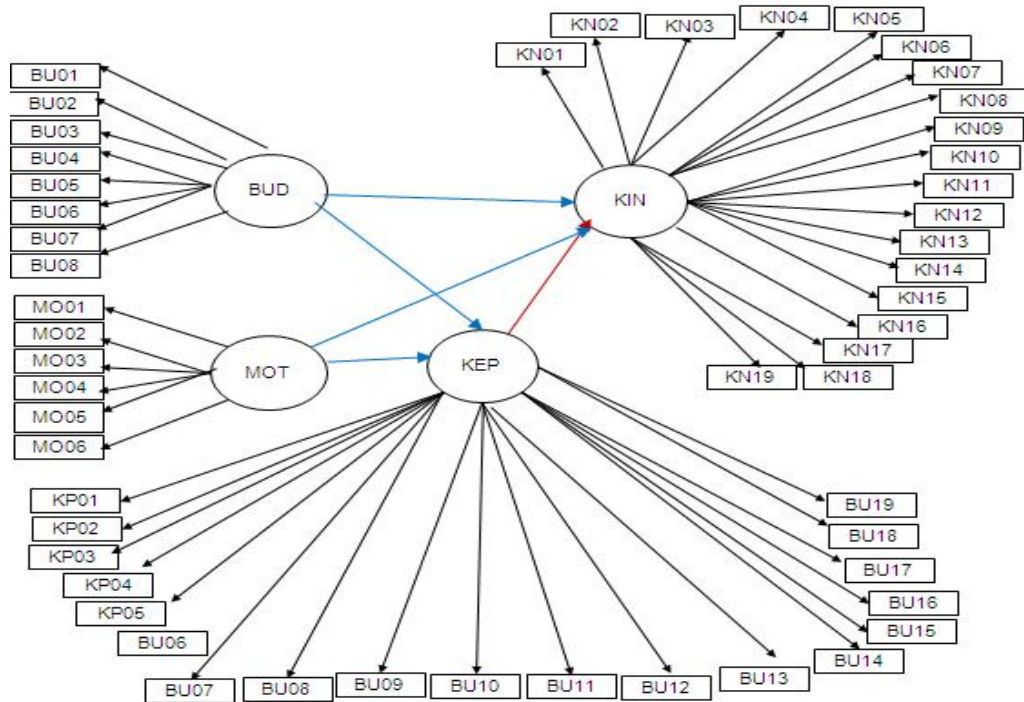 KN01
KN02
KN03
KN04
KN05
KN06
KN07
KN08
KN09
KN10
KN11
KN12
KN13
KN14
KN15
KN16
KN17
KN18
KN19
BU01
BU02
BU03
BU04
BU05
BU06
BU07
BU08
BUD
KIN
MO01
MO02
MO03
MO04
MO05
MO06
MOT
KEP
KP01
KP02
KP03
KP04
KP05
BU06
BU07
BU08
BU09
BU10
BU11
BU12
BU13
BU14
BU15
BU16
BU17
BU18
BU19